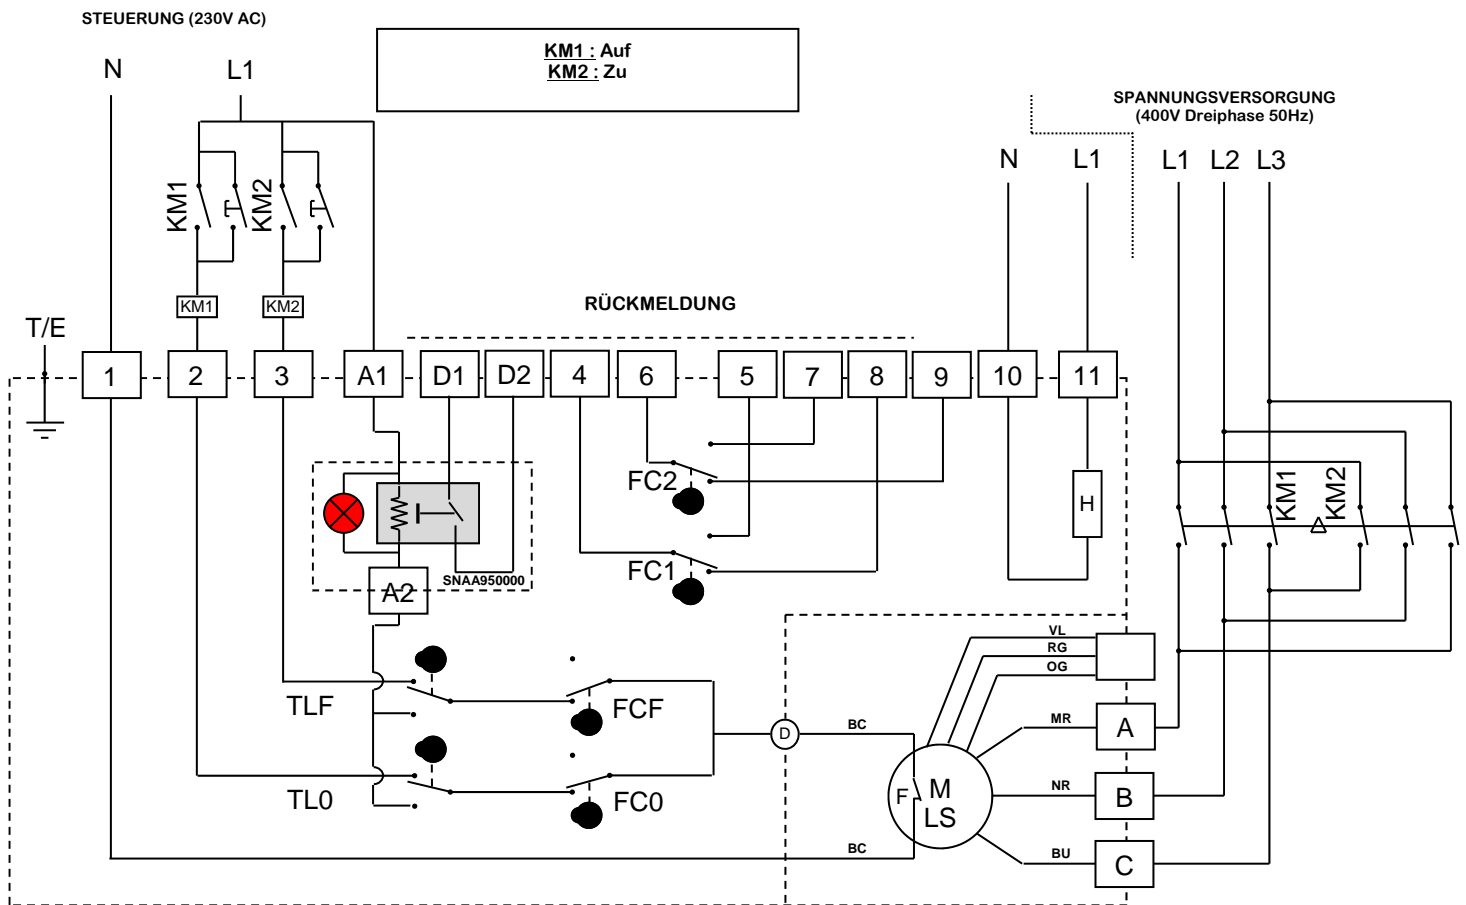 STEUERUNG (230V AC)
KM1 : Auf
KM2 : Zu
N
L1
SPANNUNGSVERSORGUNG
(400V Dreiphase 50Hz)
N
L1
L1
L2
L3
KM1
KM2
KM1
KM2
RÜCKMELDUNG
T/E
1
2
3
A1
D1
D2
4
6
5
7
8
9
10
11
FC2
H
KM1
KM2
FC1
SNAA950000
A2
VL
RG
OG
TLF
FCF
D
BC
MR
A
TL0
FC0
F
M
LS
NR
B
BC
BU
C